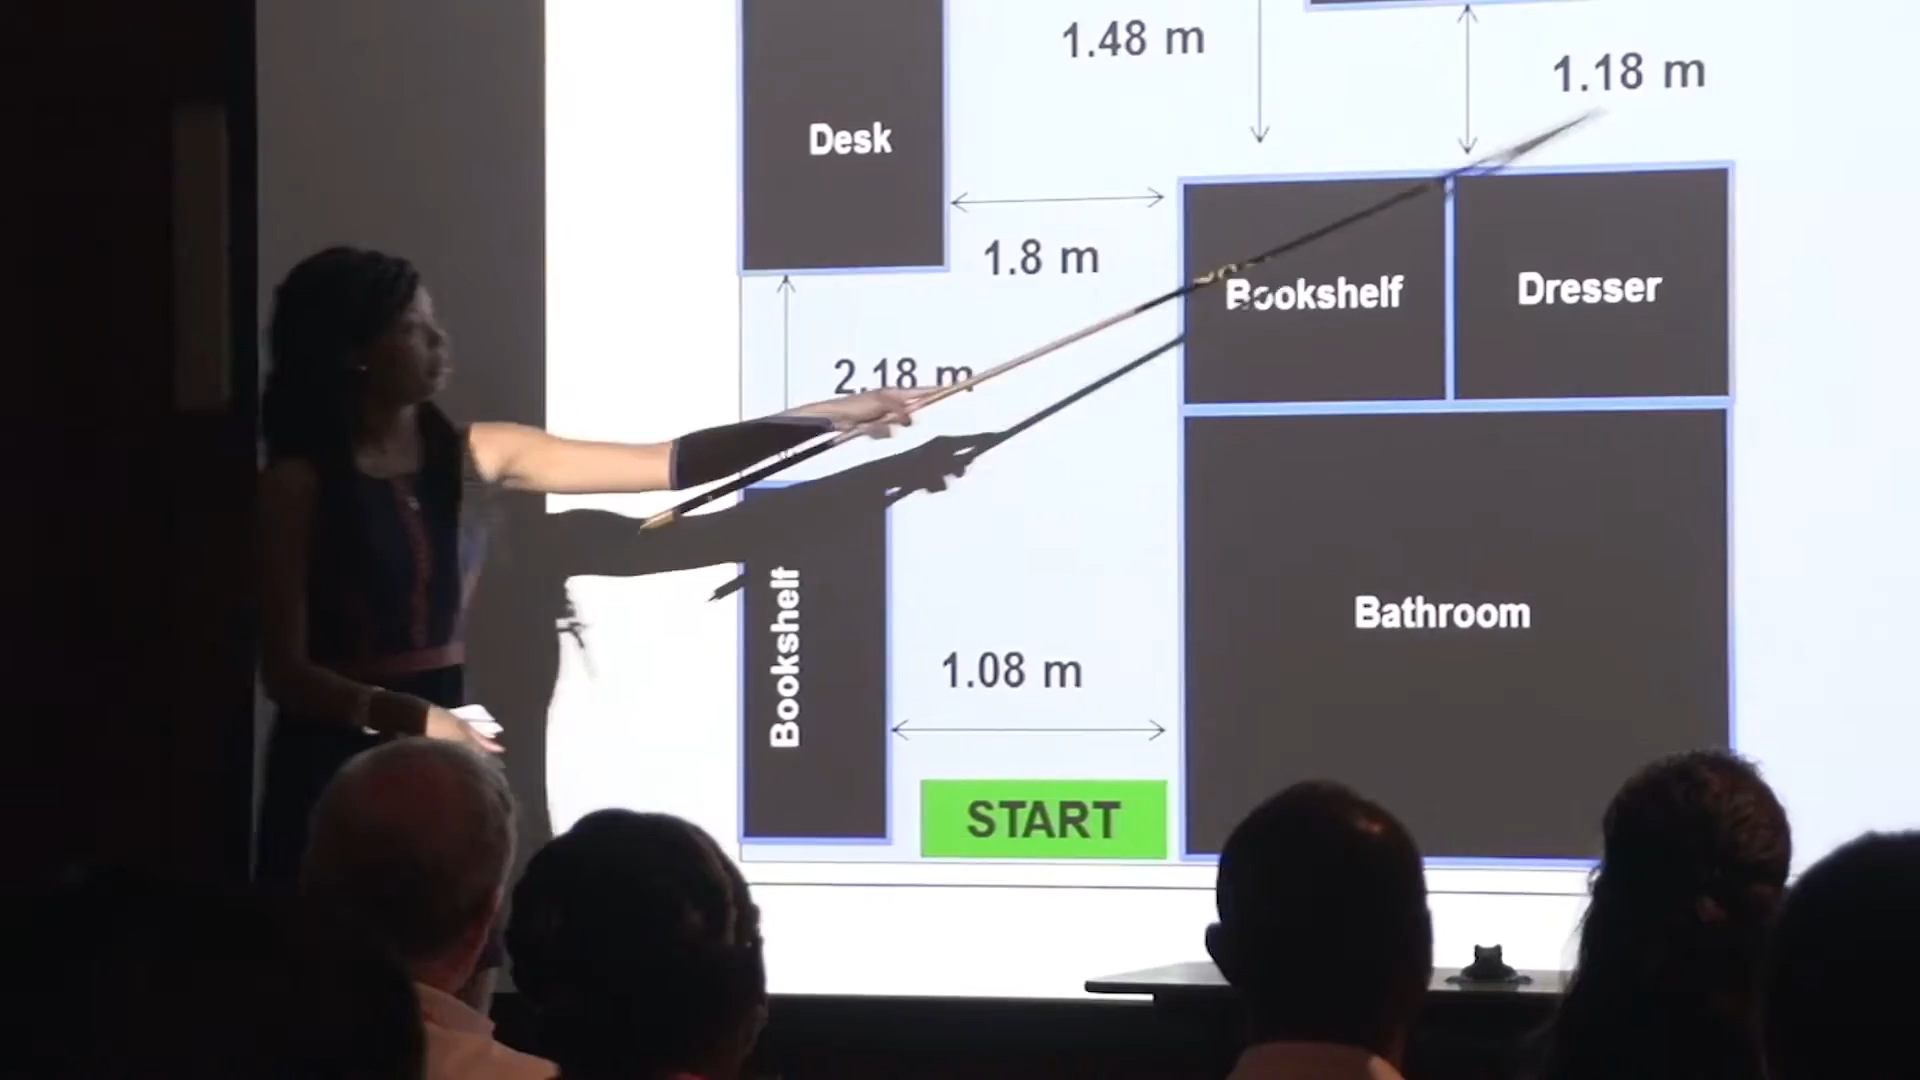 1.48 m
1.18 m
Desk
1.8 m
Bookshelf
Dresser
2.18 m
Bookshelf
Bathroom
1.08 m
START